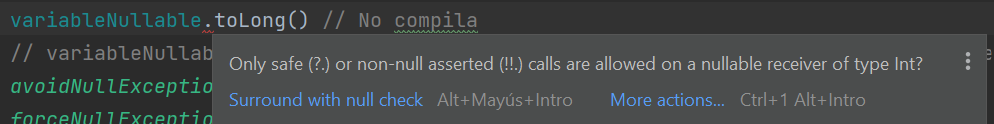 variableNullable.toLong() // No compila
// variableNullab
Only safe (?.) or non-null asserted (!!.) calls are allowed on a nullable receiver of type Int?
avoidNullExceptio
Surround with null check Alt+Mayús+Intro More actions... Ctrl+1 Alt+Intro
forceNullException